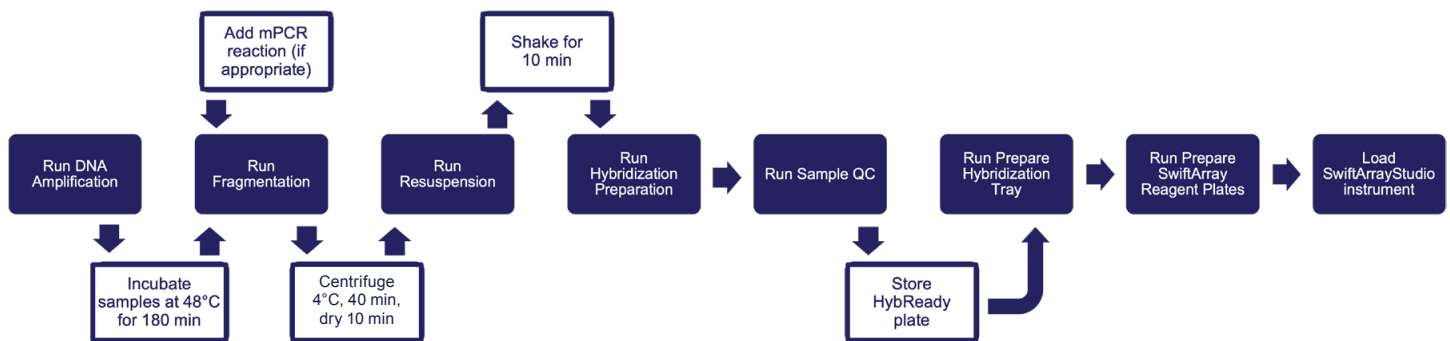 Run DNA
Amplification
Incubate
samples at 48°C
for 180 min
Add mPCR
reaction (if
appropriate)
Run
Fragmentation
Centrifuge
4°C, 40 min,
dry 10 min
Run
Resuspension
Shake for
10 min
Run
Hybridization
Preparation
Run Sample QC
Store
HybReady
plate
Run Prepare
Hybridization
Tray
Run Prepare
SwiftArray
Reagent Plates
Load
SwiftArrayStudio
instrument